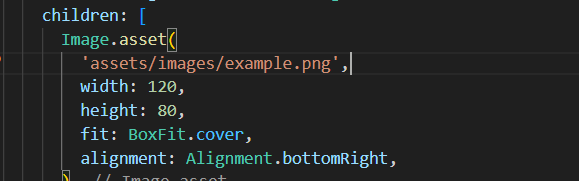 children: [
Image.asset(
'assets/images/example.png',
width: 120,
height: 80,
fit: BoxFit.cover,
alignment: Alignment.bottomRight,
) // Image.asset